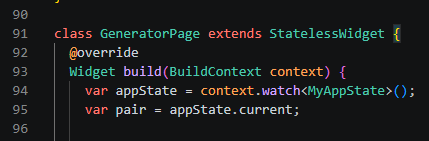 90
91 class GeneratorPage extends StatelessWidget {
92 @override
93 Widget build(BuildContext context) {
94 var appState = context.watch<MyAppState>();
95 var pair = appState.current;
96